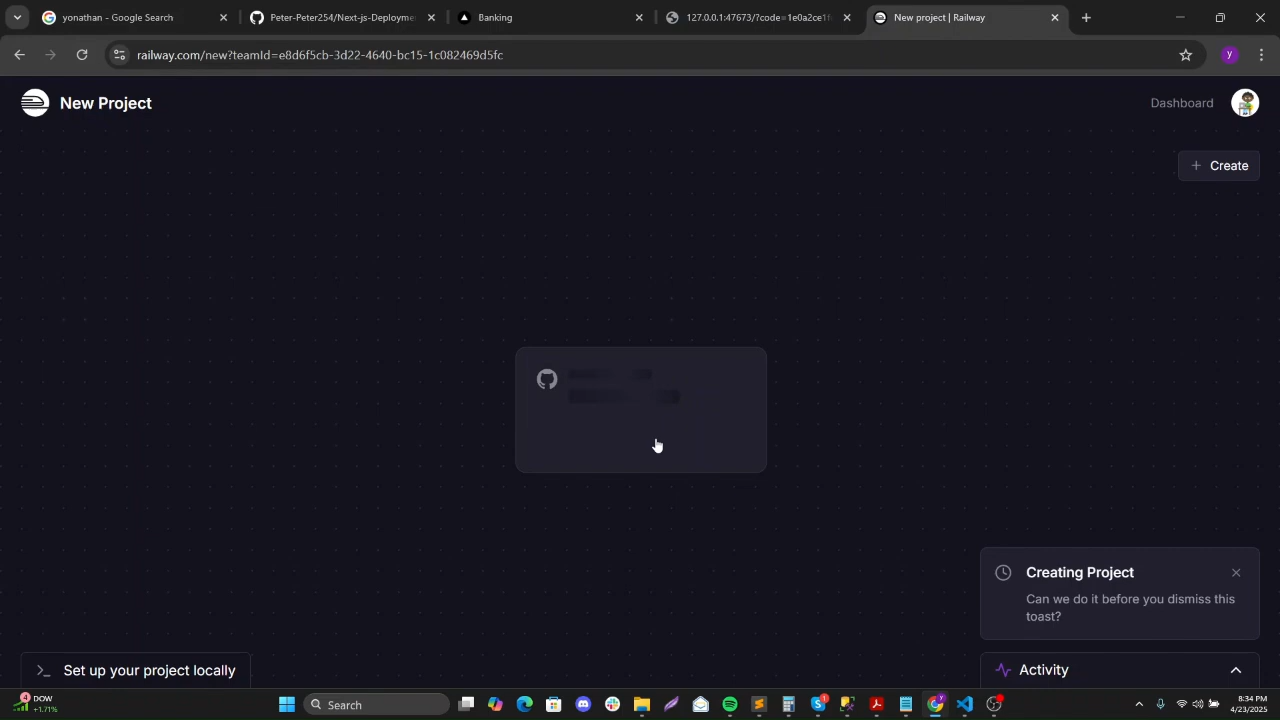 yonathan - Google Search
Peter-Peter254/Next-js-Deployme
Banking
127.0.0.1:47673/?code=1e0a2ce1f
New project | Railway
railway.com/new?teamId=e8d6f5cb-3d22-4640-bc15-1c082469d5fc
y
New Project
Dashboard
+ Create
Creating Project
Can we do it before you dismiss this
toast?
Set up your project locally
Activity
4
DOW
+1.71%
Search
1
y
8:34 PM
4/23/2025